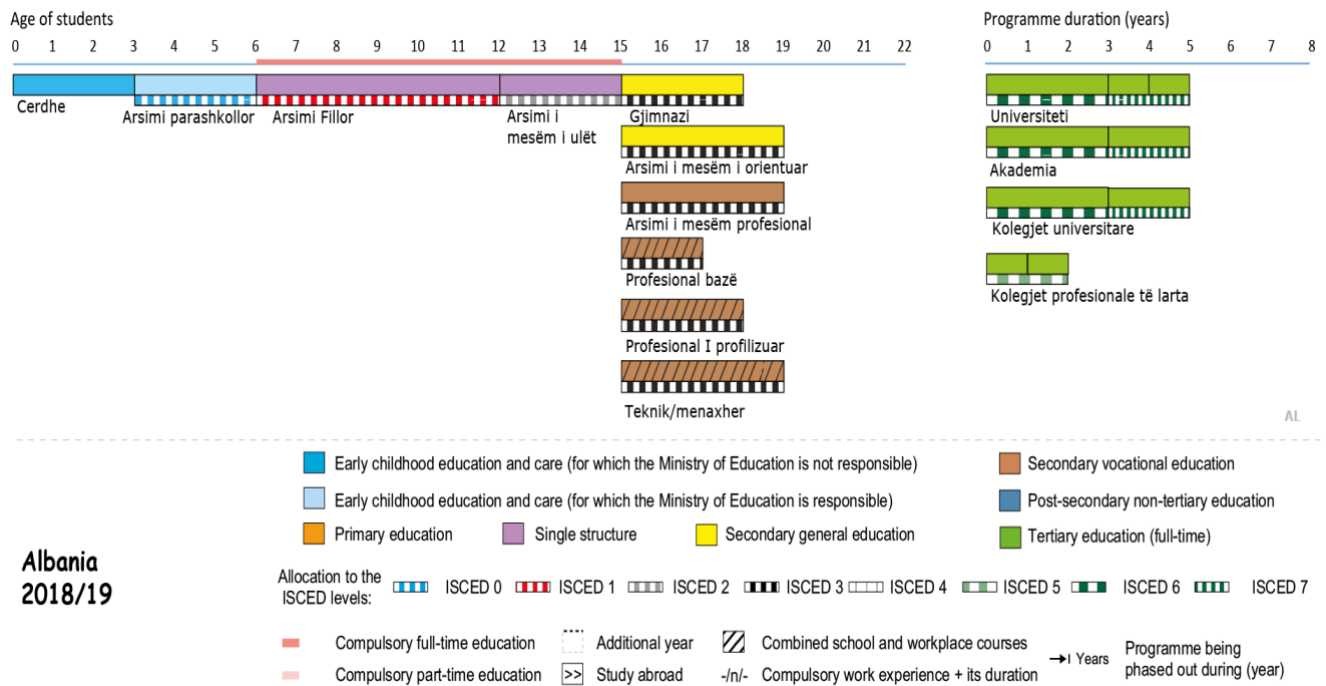 Age of students
Programme duration (years)
0 1 2 3 4 5 6 7 8 9 10 11 12 13 14 15 16 17 18 19 20 21 22
0 1 2 3 4 5 6 7 8
Cerdhe
Arsimi parashkollor
Arsimi Fillor
Arsimi i
mesëm i ulët
Gjimnazi
Arsimi i mesëm i orientuar
Arsimi i mesëm profesional
Profesional bazë
Profesional I profilizuar
Teknik/menaxher
Universiteti
Akademia
Kolegjet universitare
Kolegjet profesionale të larta
AL
Albania
2018/19
Early childhood education and care (for which the Ministry of Education is not responsible)
Secondary vocational education
Early childhood education and care (for which the Ministry of Education is responsible)
Post-secondary non-tertiary education
Primary education
Single structure
Secondary general education
Tertiary education (full-time)
Allocation to the
ISCED levels:
ISCED 0
ISCED 1
ISCED 2
ISCED 3
ISCED 4
ISCED 5
ISCED 6
ISCED 7
Compulsory full-time education
Additional year
Combined school and workplace courses
Compulsory part-time education
>> Study abroad
-/n/- Compulsory work experience + its duration
Years
Programme being
phased out during (year)